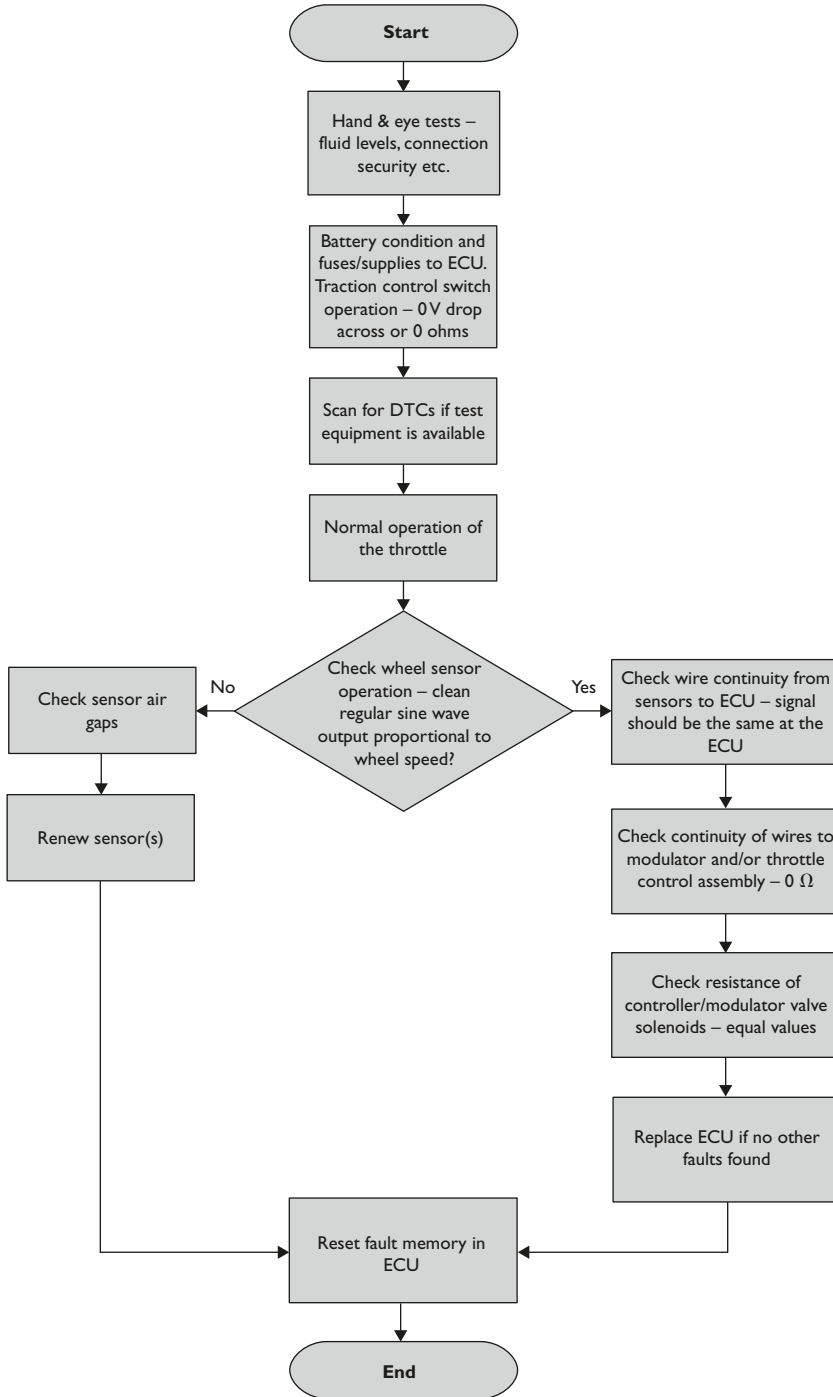 Start
Hand & eye tests –
fluid levels, connection
security etc.
Battery condition and
fuses/supplies to ECU.
Traction control switch
operation – 0 V drop
across or 0 ohms
Scan for DTCs if test
equipment is available
Normal operation of
the throttle
Check wheel sensor
operation – clean
regular sine wave
output proportional to
wheel speed?
No
Check sensor air
gaps
Renew sensor(s)
Yes
Check wire continuity from
sensors to ECU – signal
should be the same at the
ECU
Check continuity of wires to
modulator and/or throttle
control assembly – 0 Ω
Check resistance of
controller/modulator valve
solenoids – equal values
Replace ECU if no other
faults found
Reset fault memory in
ECU
End